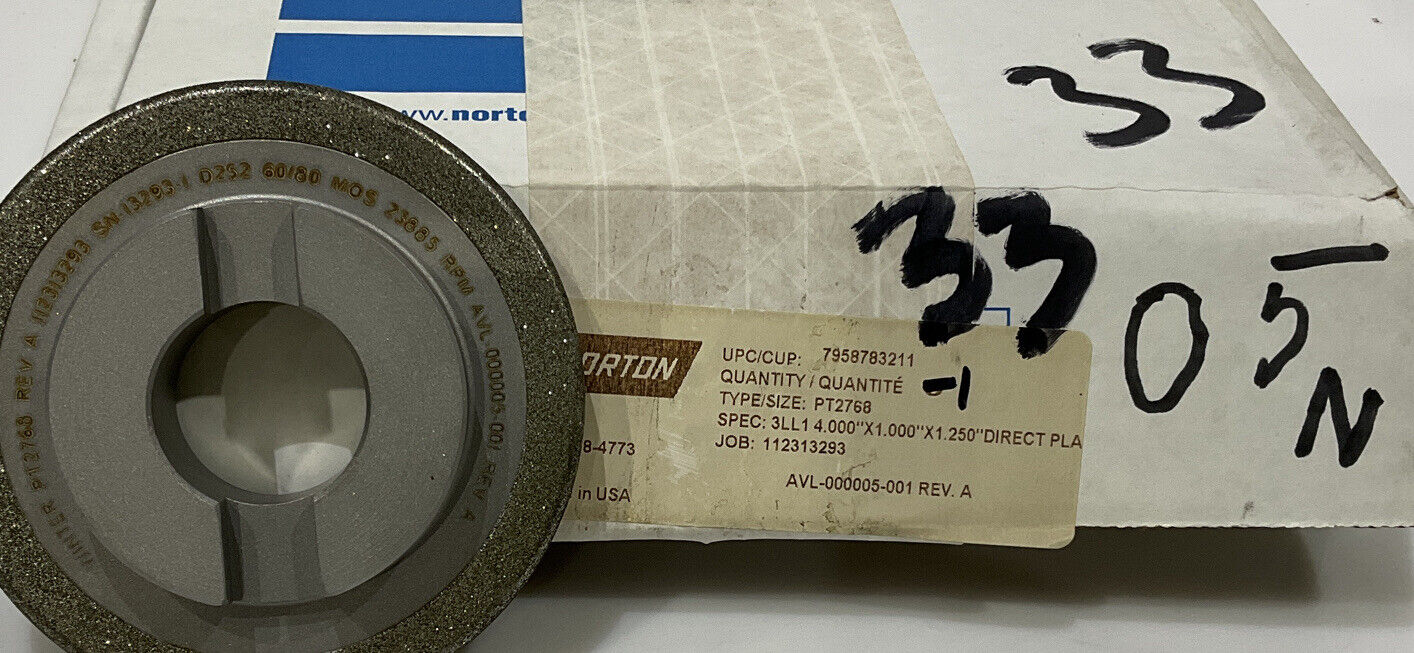 33
www.norto
33
05
N
ORTON
UPC/CUP: 7958783211
QUANTITY / QUANTITÉ -1
TYPE/SIZE: PT2768
SPEC: 3LL1 4.000"X1.000"X1.250"DIRECT PLA
JOB: 112313293
8-4773
in USA
AVL-000005-001 REV. A
WINTER PT2768 REV A 112313293 SN-13293-1 D252 60/80 MOS 23885 RPM AVL-000005-001 REV. A